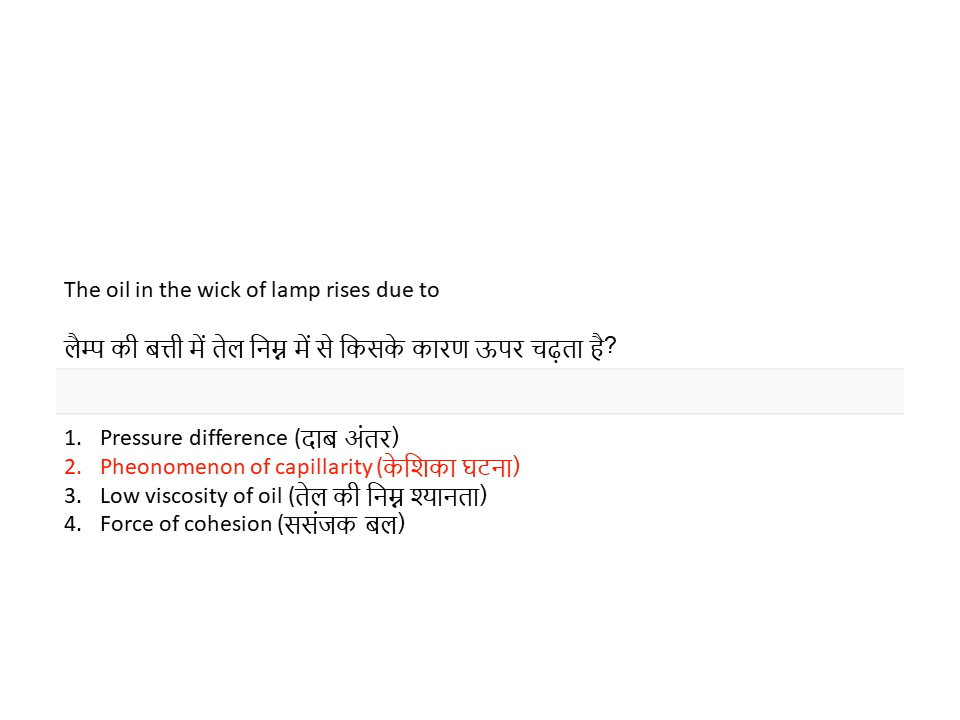 The oil in the wick of lamp rises due to
लैम्प की बत्ती में तेल निम्न में से किसके कारण ऊपर चढ़ता है?
1. Pressure difference (दाब अंतर)
2. Pheonomenon of capillarity (केशिका घटना)
3. Low viscosity of oil (तेल की निम्न श्यानता)
4. Force of cohesion (ससंजक बल)